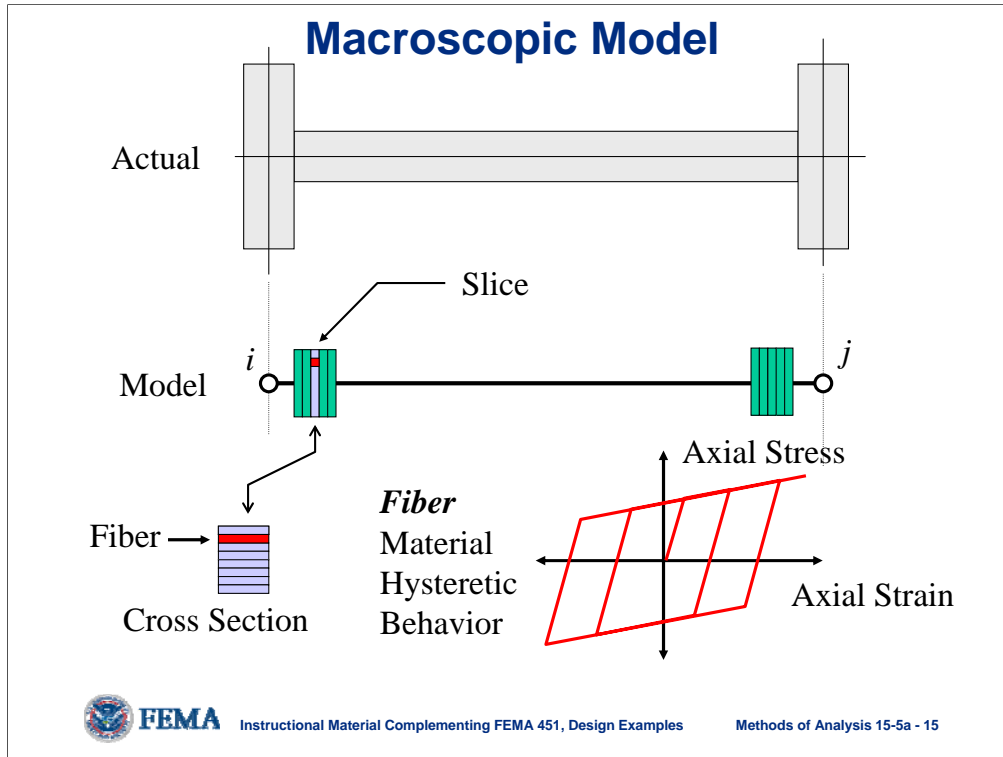 Macroscopic Model
Actual
Slice
i
j
Model
Axial Stress
Fiber
Material
Hysteretic
Behavior
Axial Strain
Fiber
Cross Section
FEMA
Instructional Material Complementing FEMA 451, Design Examples
Methods of Analysis 15-5a - 15